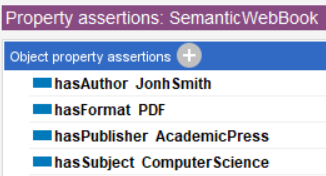 Property assertions: SemanticWebBook
Object property assertions +
hasAuthor JonhSmith
hasFormat PDF
hasPublisher AcademicPress
hasSubject ComputerScience